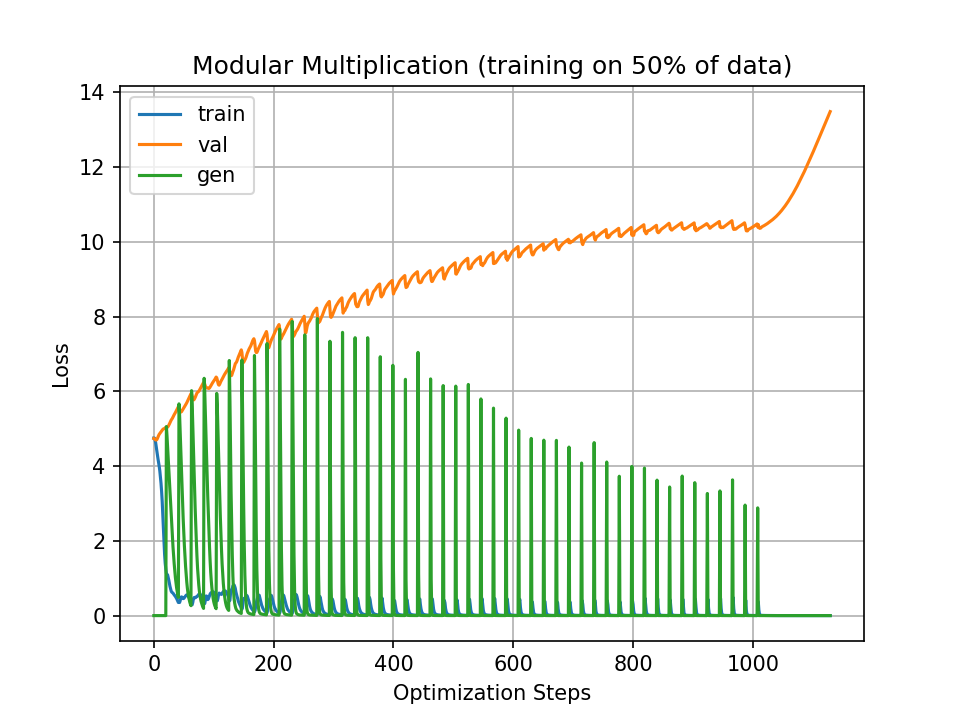 Modular Multiplication (training on 50% of data)
14
12
10
8
6
4
2
0
Loss
train
val
gen
0
200
400
600
800
1000
Optimization Steps